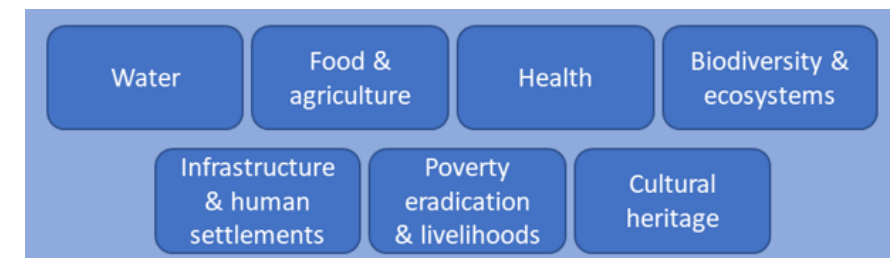 Water
Food &
agriculture
Health
Biodiversity &
ecosystems
Infrastructure
& human
settlements
Poverty
eradication
& livelihoods
Cultural
heritage